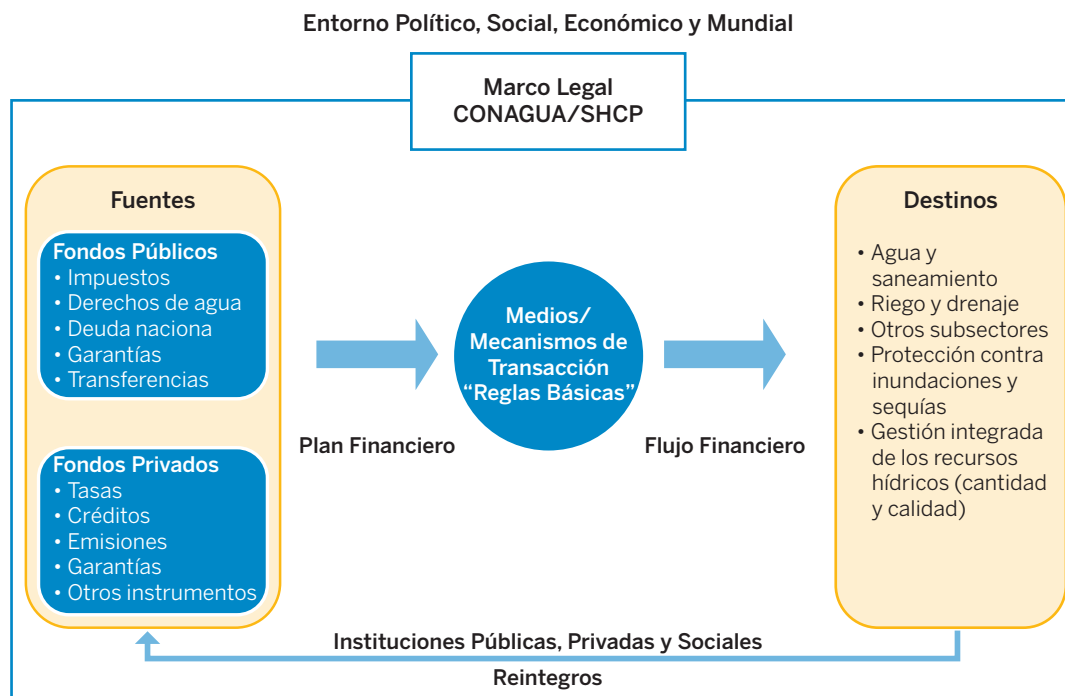 Entorno Político, Social, Económico y Mundial
Marco Legal
CONAGUA/SHCP
Fuentes
Fondos Públicos
• Impuestos
• Derechos de agua
• Deuda naciona
• Garantías
• Transferencias
Fondos Privados
• Tasas
• Créditos
• Emisiones
• Garantías
• Otros instrumentos
Plan Financiero
Medios/
Mecanismos de
Transacción
“Reglas Básicas”
Flujo Financiero
Destinos
• Agua y
saneamiento
• Riego y drenaje
• Otros subsectores
• Protección contra
inundaciones y
sequías
• Gestión integrada
de los recursos
hídricos (cantidad
y calidad)
Instituciones Públicas, Privadas y Sociales
Reintegros